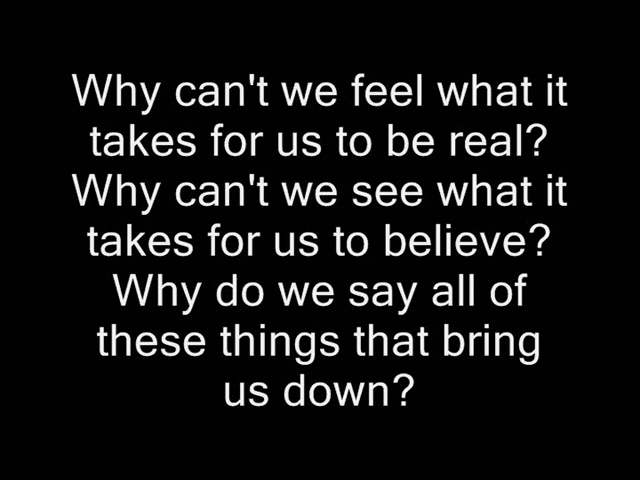 Why can't we feel what it
takes for us to be real?
Why can't we see what it
takes for us to believe?
Why do we say all of
these things that bring
us down?